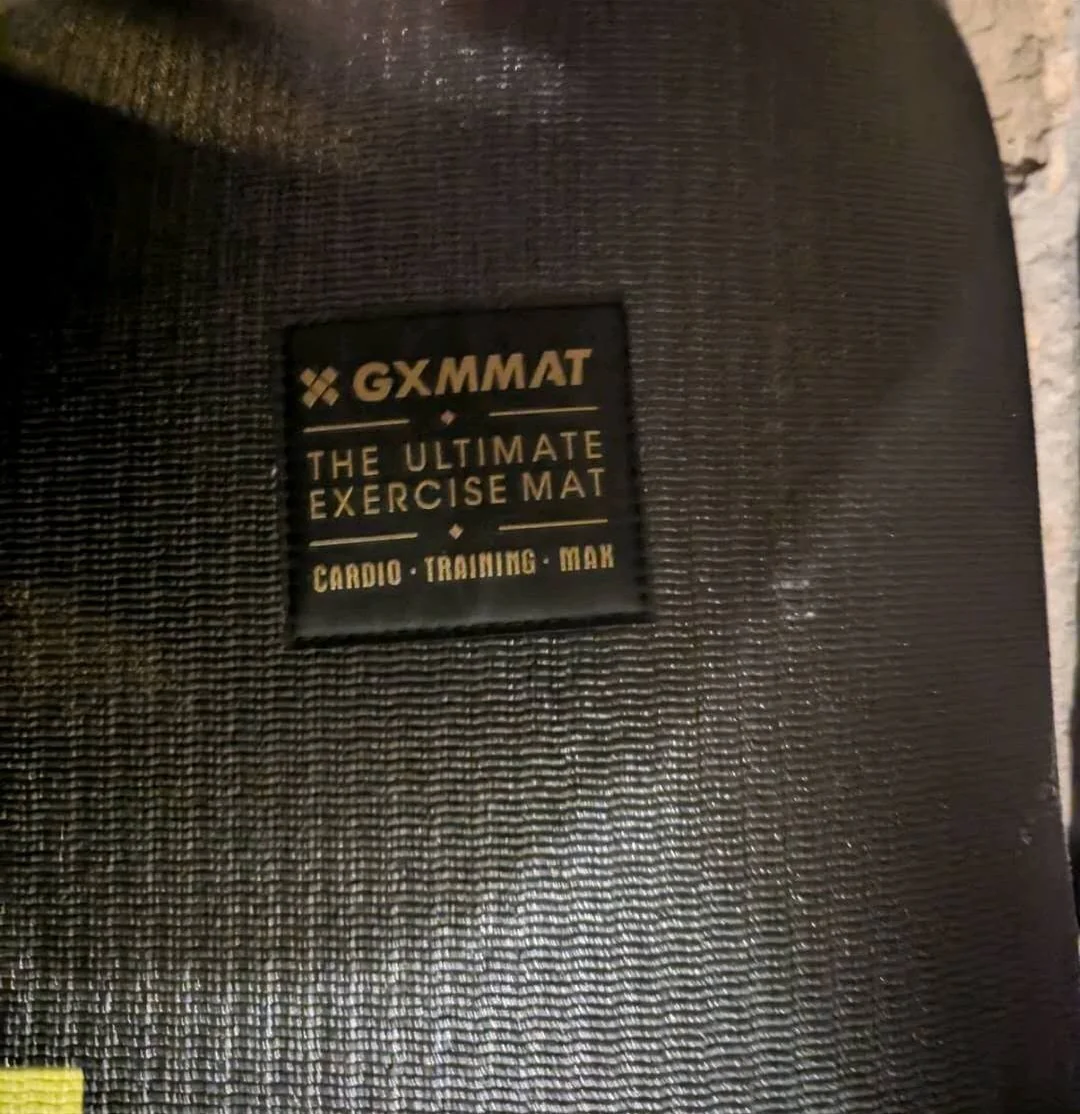 GXMMAT
THE ULTIMATE
EXERCISE MAT
CARDIO · TRAINING · MAX